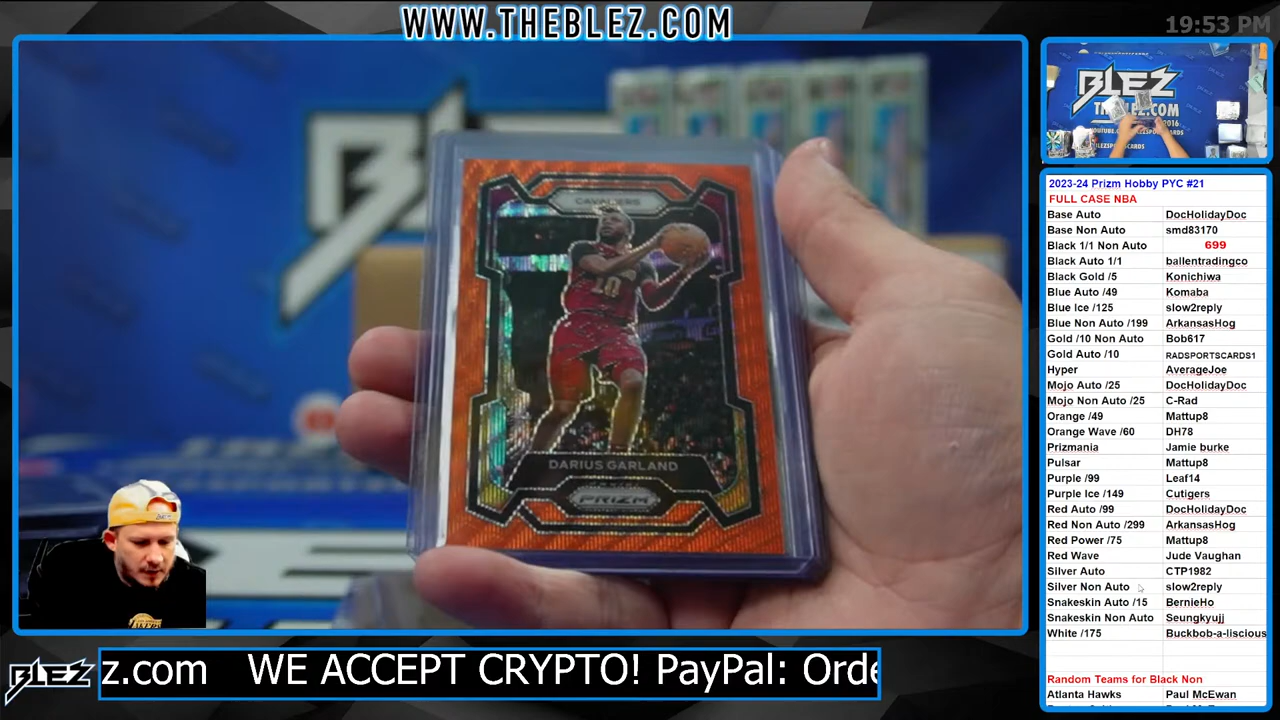 WWW.THEBLEZ.COM
19:53 PM
CAVALIERS
10
DARIUS GARLAND
PANINI
PRIZM
BLEZ
THEBLEZ.COM
2016
2023-24 Prizm Hobby PYC #21
FULL CASE NBA
Base Auto DocHolidayDoc
Base Non Auto smd83170
Black 1/1 Non Auto 699
Black Auto 1/1 ballentradingco
Black Gold /5 Konichiwa
Blue Auto /49 Komaba
Blue Ice /125 slow2reply
Blue Non Auto /199 ArkansasHog
Gold /10 Non Auto Bob617
Gold Auto /10 RADSPORTSCARDS1
Hyper AverageJoe
Mojo Auto /25 DocHolidayDoc
Mojo Non Auto /25 C-Rad
Orange /49 Mattup8
Orange Wave /60 DH78
Prizmania Jamie burke
Pulsar Mattup8
Purple /99 Leaf14
Purple Ice /149 Cutigers
Red Auto /99 DocHolidayDoc
Red Non Auto /299 ArkansasHog
Red Power /75 Mattup8
Red Wave Jude Vaughan
Silver Auto CTP1982
Silver Non Auto slow2reply
Snakeskin Auto /15 BernieHo
Snakeskin Non Auto Seungkyujj
White /175 Buckbob-a-liscious
Random Teams for Black Non
Atlanta Hawks Paul McEwan
BLEZ
z.com WE ACCEPT CRYPTO! PayPal: Orde